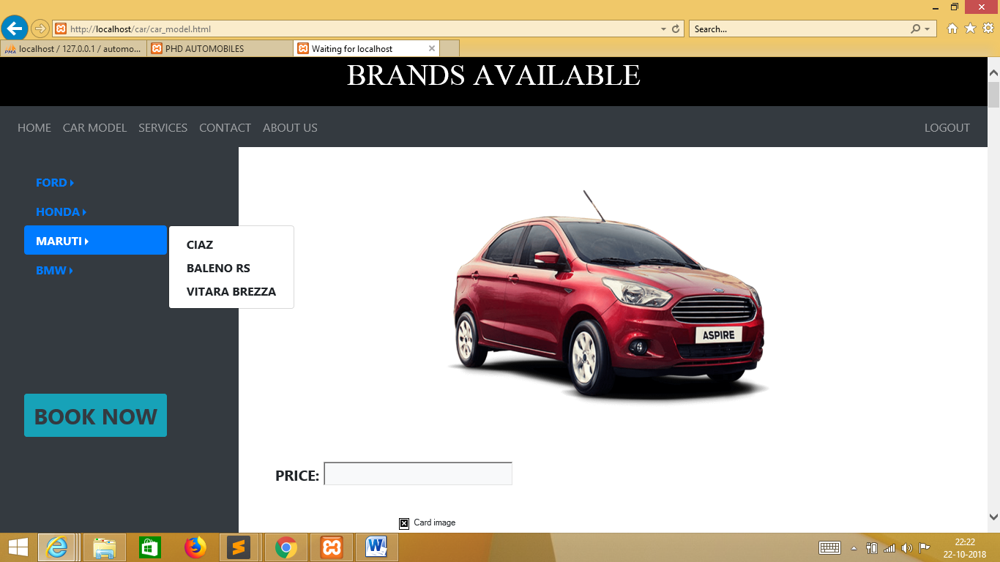 http://localhost/car/car_model.html
Search...
localhost / 127.0.0.1 / automo...
PHD AUTOMOBILES
Waiting for localhost
BRANDS AVAILABLE
HOME CAR MODEL SERVICES CONTACT ABOUT US LOGOUT
FORD
HONDA
MARUTI
CIAZ
BALENO RS
VITARA BREZZA
BMW
ASPIRE
BOOK NOW
PRICE:
Card image
22:22
22-10-2018